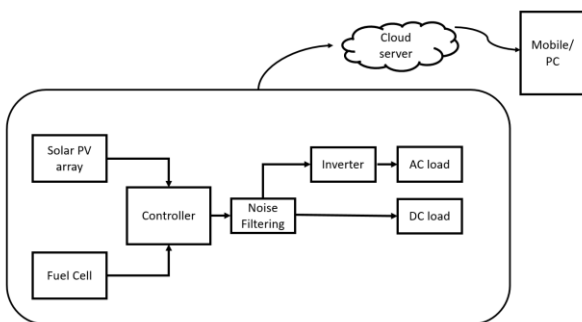 Cloud
server
Mobile/
PC
Solar PV
array
Inverter
AC load
Controller
Noise
Filtering
DC load
Fuel Cell